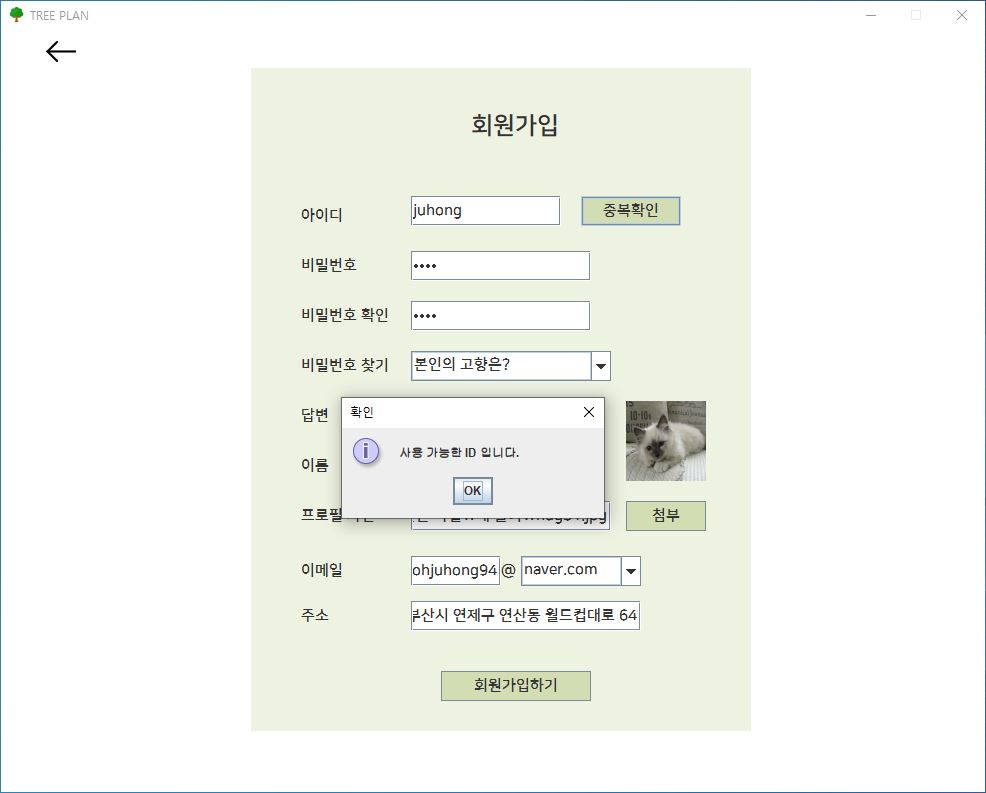 TREE PLAN
회원가입
아이디 juhong 중복확인
비밀번호 ••••
비밀번호 확인 ••••
비밀번호 찾기 본인의 고향은?
답변
확인
사용 가능한 ID 입니다.
OK
이름
프로필
첨부
이메일 ohjuhong94 @ naver.com
주소 부산시 연제구 연산동 월드컵대로 64
회원가입하기